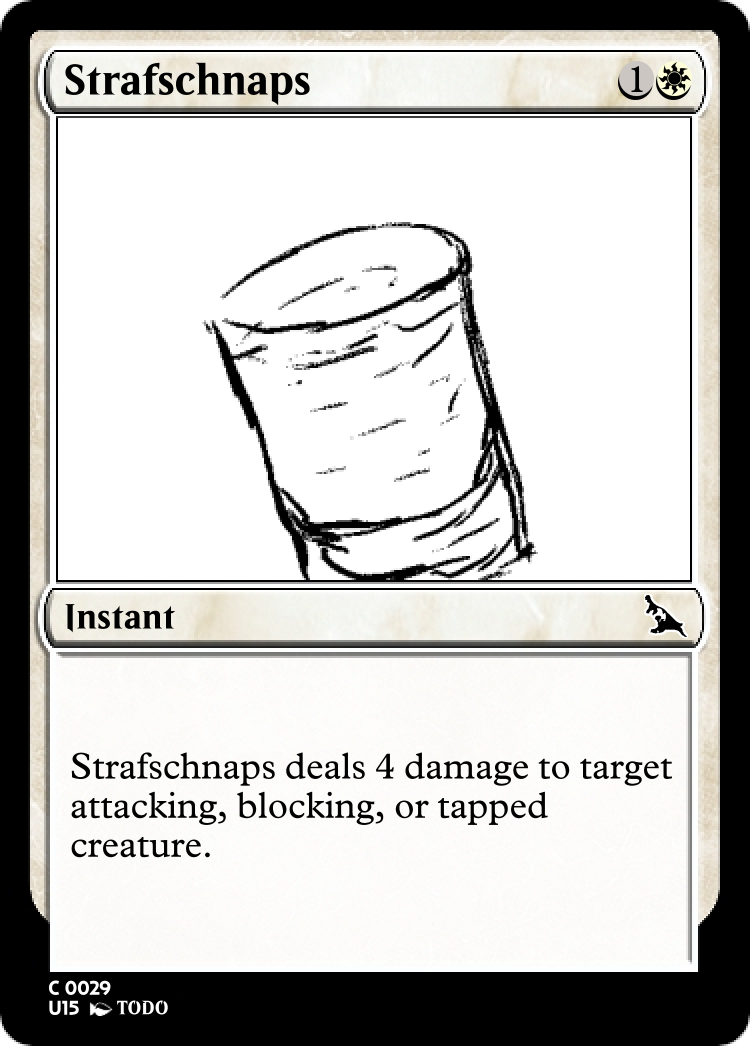 Strafschnaps 1
Instant
Strafschnaps deals 4 damage to target
attacking, blocking, or tapped
creature.
C 0029
U15 TODO